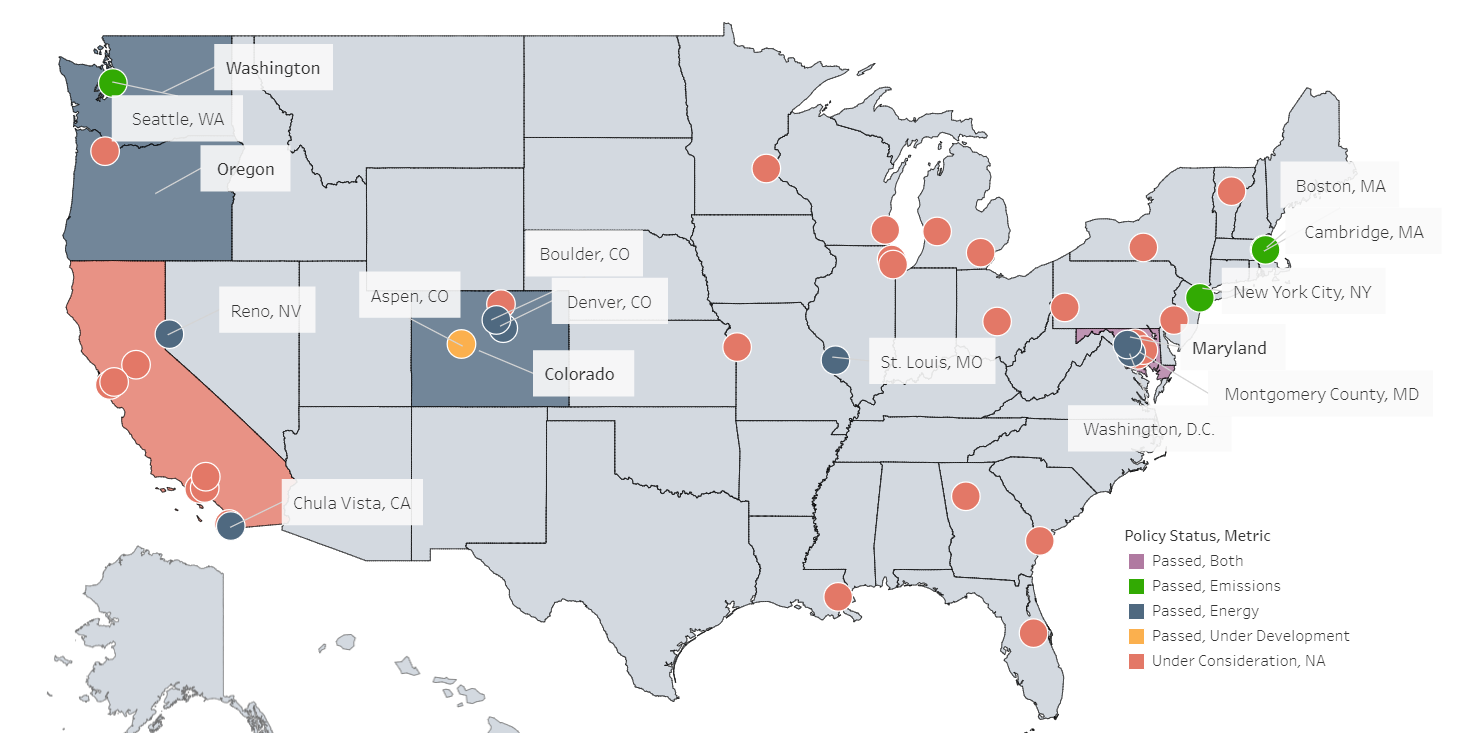 Washington
Seattle, WA
Oregon
Boston, MA
Cambridge, MA
Boulder, CO
Aspen, CO
Denver, CO
New York City, NY
Reno, NV
Maryland
St. Louis, MO
Colorado
Montgomery County, MD
Washington, D.C.
Chula Vista, CA
Policy Status, Metric
Passed, Both
Passed, Emissions
Passed, Energy
Passed, Under Development
Under Consideration, NA